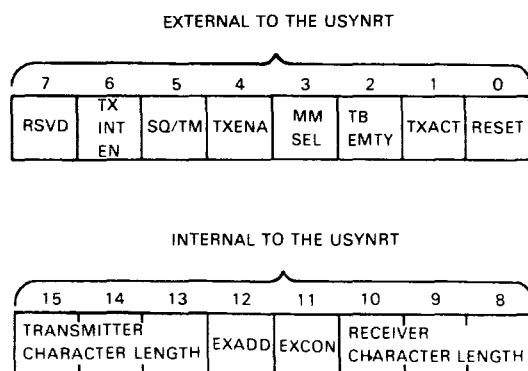 EXTERNAL TO THE USYNRT
7 6 5 4 3 2 1 0
RSVD TX INT EN SQ/TM TXENA MM SEL TB EMTY TXACT RESET
INTERNAL TO THE USYNRT
15 14 13 12 11 10 9 8
TRANSMITTER CHARACTER LENGTH EXADD EXCON RECEIVER CHARACTER LENGTH